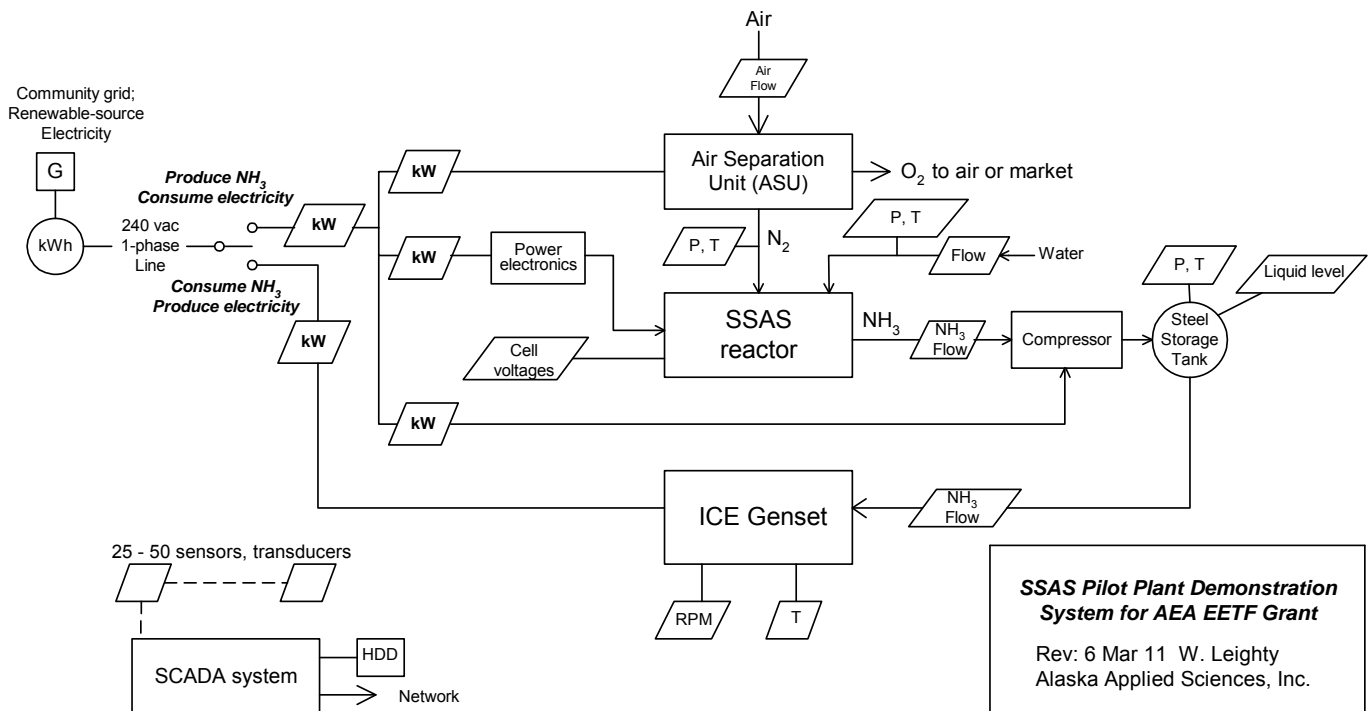 Air
Air
Flow
Community grid;
Renewable-source
Electricity
G
kWh
240 vac
1-phase
Line
Produce NH₃
Consume electricity
Consume NH₃
Produce electricity
kW
kW
Air Separation
Unit (ASU)
O₂ to air or market
kW
Power
electronics
P, T
N₂
P, T
Flow
Water
P, T
Liquid level
kW
SSAS
reactor
NH₃
NH₃
Flow
Compressor
Steel
Storage
Tank
Cell
voltages
kW
ICE Genset
NH₃
Flow
RPM
T
25 - 50 sensors, transducers
SCADA system
HDD
Network
SSAS Pilot Plant Demonstration
System for AEA EETF Grant
Rev: 6 Mar 11 W. Leighty
Alaska Applied Sciences, Inc.